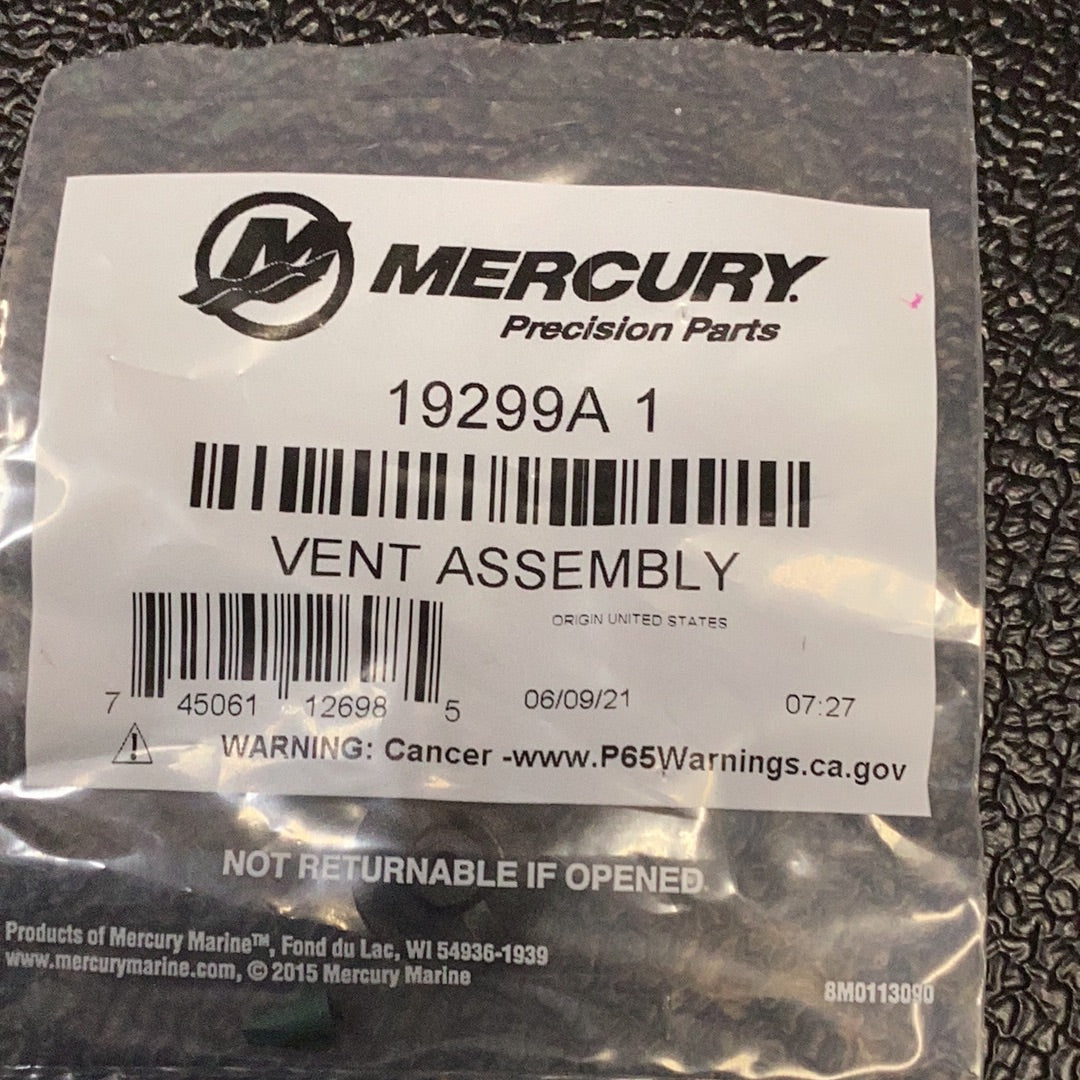 MERCURY
Precision Parts
19299A 1
VENT ASSEMBLY
ORIGIN UNITED STATES
7 45061 12698 5
06/09/21 07:27
WARNING: Cancer -www.P65Warnings.ca.gov
NOT RETURNABLE IF OPENED.
Products of Mercury Marine™, Fond du Lac, WI 54936-1939
www.mercurymarine.com, © 2015 Mercury Marine
8M0113090